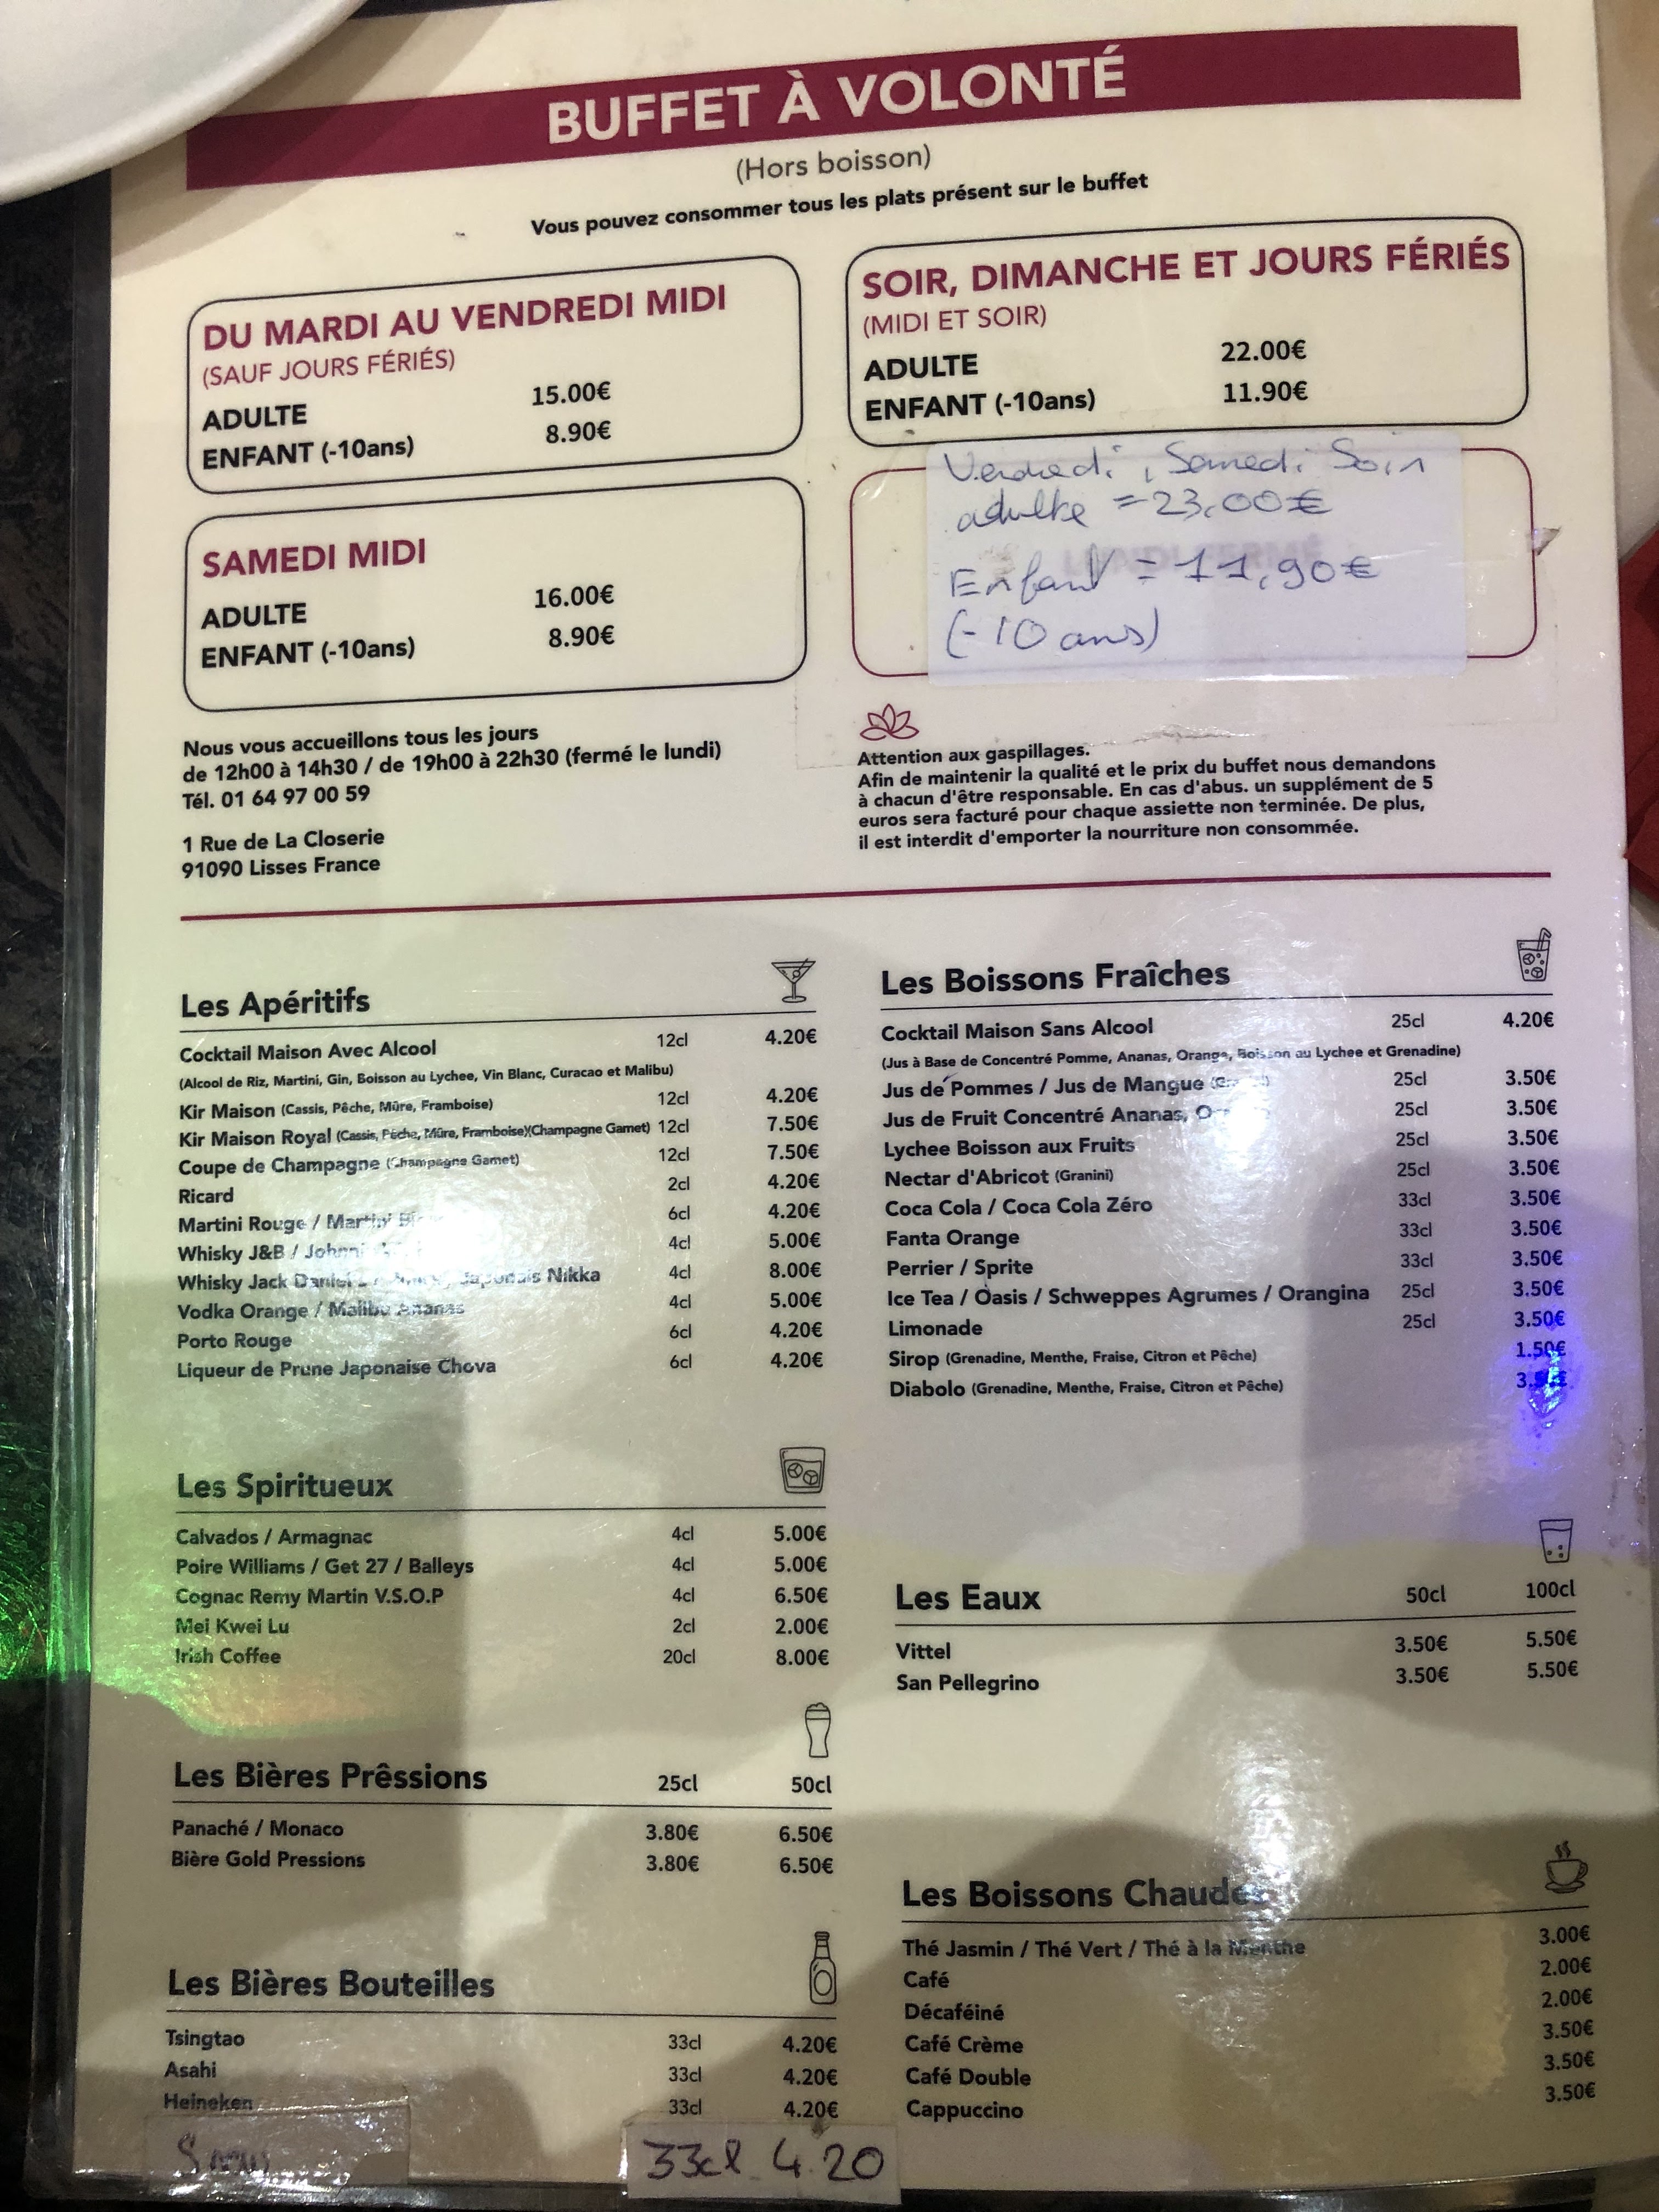 BUFFET À VOLONTÉ
(Hors boisson)
Vous pouvez consommer tous les plats présent sur le buffet
DU MARDI AU VENDREDI MIDI
(SAUF JOURS FÉRIÉS)
ADULTE 15.00€
ENFANT (-10ans) 8.90€
SOIR, DIMANCHE ET JOURS FÉRIÉS
(MIDI ET SOIR)
ADULTE 22.00€
ENFANT (-10ans) 11.90€
SAMEDI MIDI
ADULTE 16.00€
ENFANT (-10ans) 8.90€
Vendredi, Samedi Soir
adulte = 23,00€
Enfant = 11,90€
(-10 ans)
Nous vous accueillons tous les jours
de 12h00 à 14h30 / de 19h00 à 22h30 (fermé le lundi)
Tél. 01 64 97 00 59
1 Rue de La Closerie
91090 Lisses France
Attention aux gaspillages.
Afin de maintenir la qualité et le prix du buffet nous demandons
à chacun d'être responsable. En cas d'abus. un supplément de 5
euros sera facturé pour chaque assiette non terminée. De plus,
il est interdit d'emporter la nourriture non consommée.
Les Apéritifs
Cocktail Maison Avec Alcool 12cl 4.20€
(Alcool de Riz, Martini, Gin, Boisson au Lychee, Vin Blanc, Curacao et Malibu)
Kir Maison (Cassis, Pêche, Mûre, Framboise) 12cl 4.20€
Kir Maison Royal (Cassis, Pêche, Mûre, Framboise)(Champagne Gamet) 12cl 7.50€
Coupe de Champagne (Champagne Gamet) 12cl 7.50€
Ricard 2cl 4.20€
Martini Rouge / Martini 6cl 4.20€
Whisky J&B / 4cl 5.00€
Whisky Jack Daniel's / Japonais Nikka 4cl 8.00€
Vodka Orange / Malibu Ananas 4cl 5.00€
Porto Rouge 6cl 4.20€
Liqueur de Prune Japonaise Chova 6cl 4.20€
Les Boissons Fraîches
Cocktail Maison Sans Alcool 25cl 4.20€
(Jus à Base de Concentré Pomme, Ananas, Orange, Boisson au Lychee et Grenadine)
Jus de Pommes / Jus de Mangue 25cl 3.50€
Jus de Fruit Concentré Ananas, 25cl 3.50€
Lychee Boisson aux Fruits 25cl 3.50€
Nectar d'Abricot (Granini) 25cl 3.50€
Coca Cola / Coca Cola Zéro 33cl 3.50€
Fanta Orange 33cl 3.50€
Perrier / Sprite 33cl 3.50€
Ice Tea / Oasis / Schweppes Agrumes / Orangina 25cl 3.50€
Limonade 25cl 3.50€
Sirop (Grenadine, Menthe, Fraise, Citron et Pêche) 1.50€
Diabolo (Grenadine, Menthe, Fraise, Citron et Pêche)
Les Spiritueux
Calvados / Armagnac 4cl 5.00€
Poire Williams / Get 27 / Balleys 4cl 5.00€
Cognac Remy Martin V.S.O.P 4cl 6.50€
Mei Kwei Lu 2cl 2.00€
Irish Coffee 20cl 8.00€
Les Eaux 50cl 100cl
Vittel 3.50€ 5.50€
San Pellegrino 3.50€ 5.50€
Les Bières Prêssions 25cl 50cl
Panaché / Monaco 3.80€ 6.50€
Bière Gold Pressions 3.80€ 6.50€
Les Boissons Chaudes
Thé Jasmin / Thé Vert / Thé à la Menthe 3.00€
Café 2.00€
Décaféiné 2.00€
Café Crème 3.50€
Café Double 3.50€
Cappuccino 3.50€
Les Bières Bouteilles
Tsingtao 33cl 4.20€
Asahi 33cl 4.20€
Heineken 33cl 4.20€
33cl 4.20